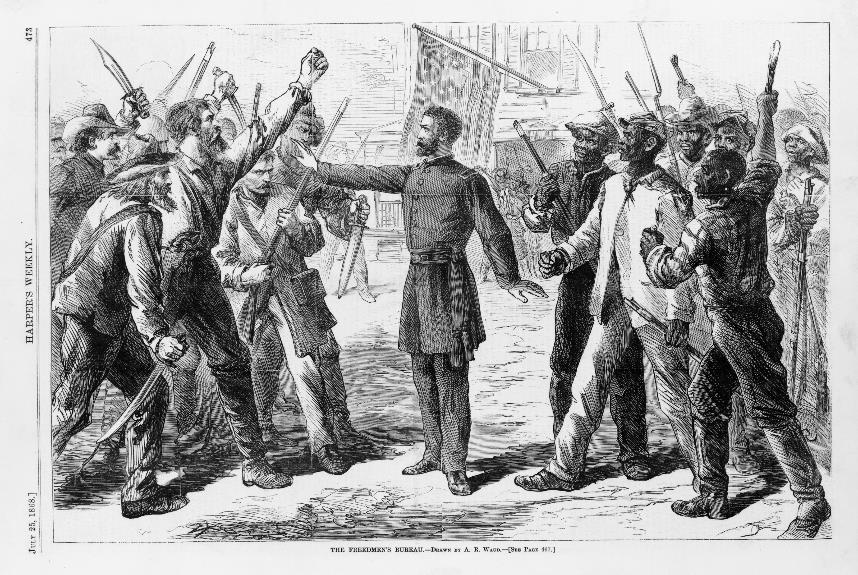 473
HARPER'S WEEKLY.
JULY 25, 1868.]
THE FREEDMEN'S BUREAU.—DRAWN BY A. R. WAUD.—[SEE PAGE 467.]